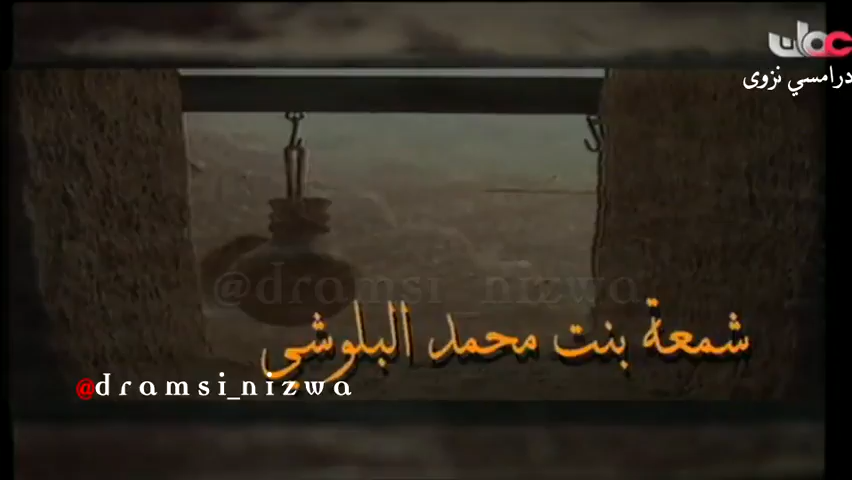 درامسي نزوى
@dramsi_nizwa
شمعة بنت محمد البلوشي
@dramsi_nizwa